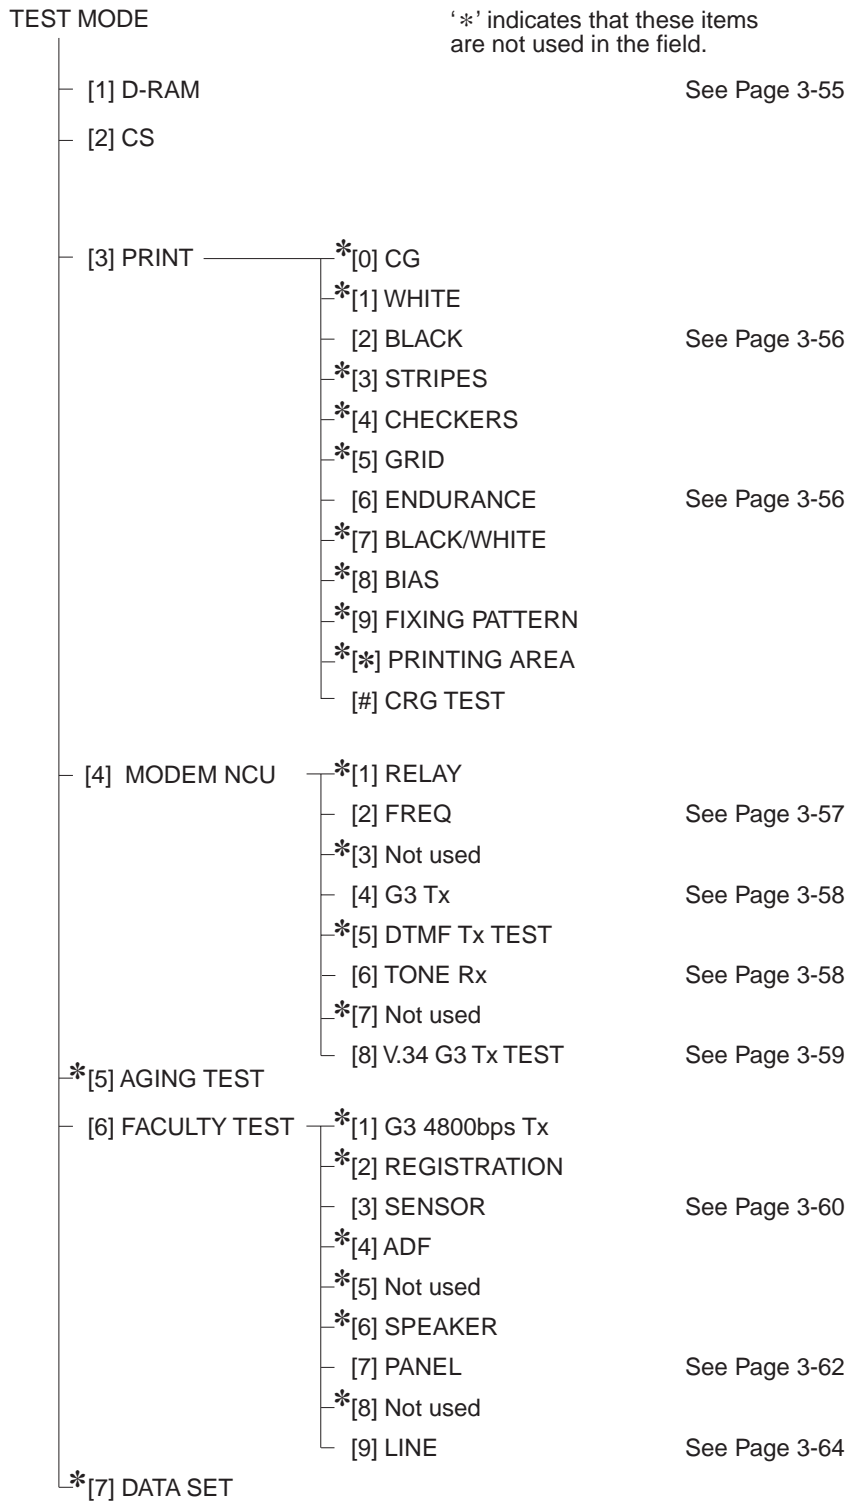 TEST MODE
‘*’ indicates that these items
are not used in the field.
[1] D-RAM See Page 3-55
[2] CS
[3] PRINT *[0] CG
*[1] WHITE
[2] BLACK See Page 3-56
*[3] STRIPES
*[4] CHECKERS
*[5] GRID
[6] ENDURANCE See Page 3-56
*[7] BLACK/WHITE
*[8] BIAS
*[9] FIXING PATTERN
*[*] PRINTING AREA
[#] CRG TEST
[4] MODEM NCU *[1] RELAY
[2] FREQ See Page 3-57
*[3] Not used
[4] G3 Tx See Page 3-58
*[5] DTMF Tx TEST
[6] TONE Rx See Page 3-58
*[7] Not used
[8] V.34 G3 Tx TEST See Page 3-59
*[5] AGING TEST
[6] FACULTY TEST *[1] G3 4800bps Tx
*[2] REGISTRATION
[3] SENSOR See Page 3-60
*[4] ADF
*[5] Not used
*[6] SPEAKER
[7] PANEL See Page 3-62
*[8] Not used
[9] LINE See Page 3-64
*[7] DATA SET